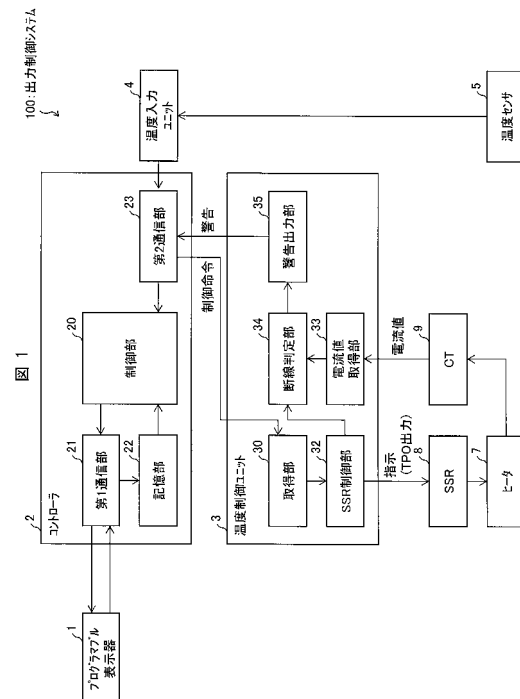 図 1
100:出力制御システム
1
プログラマブル
表示器
2
コントローラ
21
第1通信部
22
記憶部
20
制御部
23
第2通信部
4
温度入力
ユニット
制御命令
警告
3
温度制御ユニット
30
取得部
32
SSR制御部
34
断線判定部
33
電流値
取得部
35
警告出力部
指示
(TPO出力)
電流値
8
SSR
9
CT
7
ヒータ
5
温度センサ